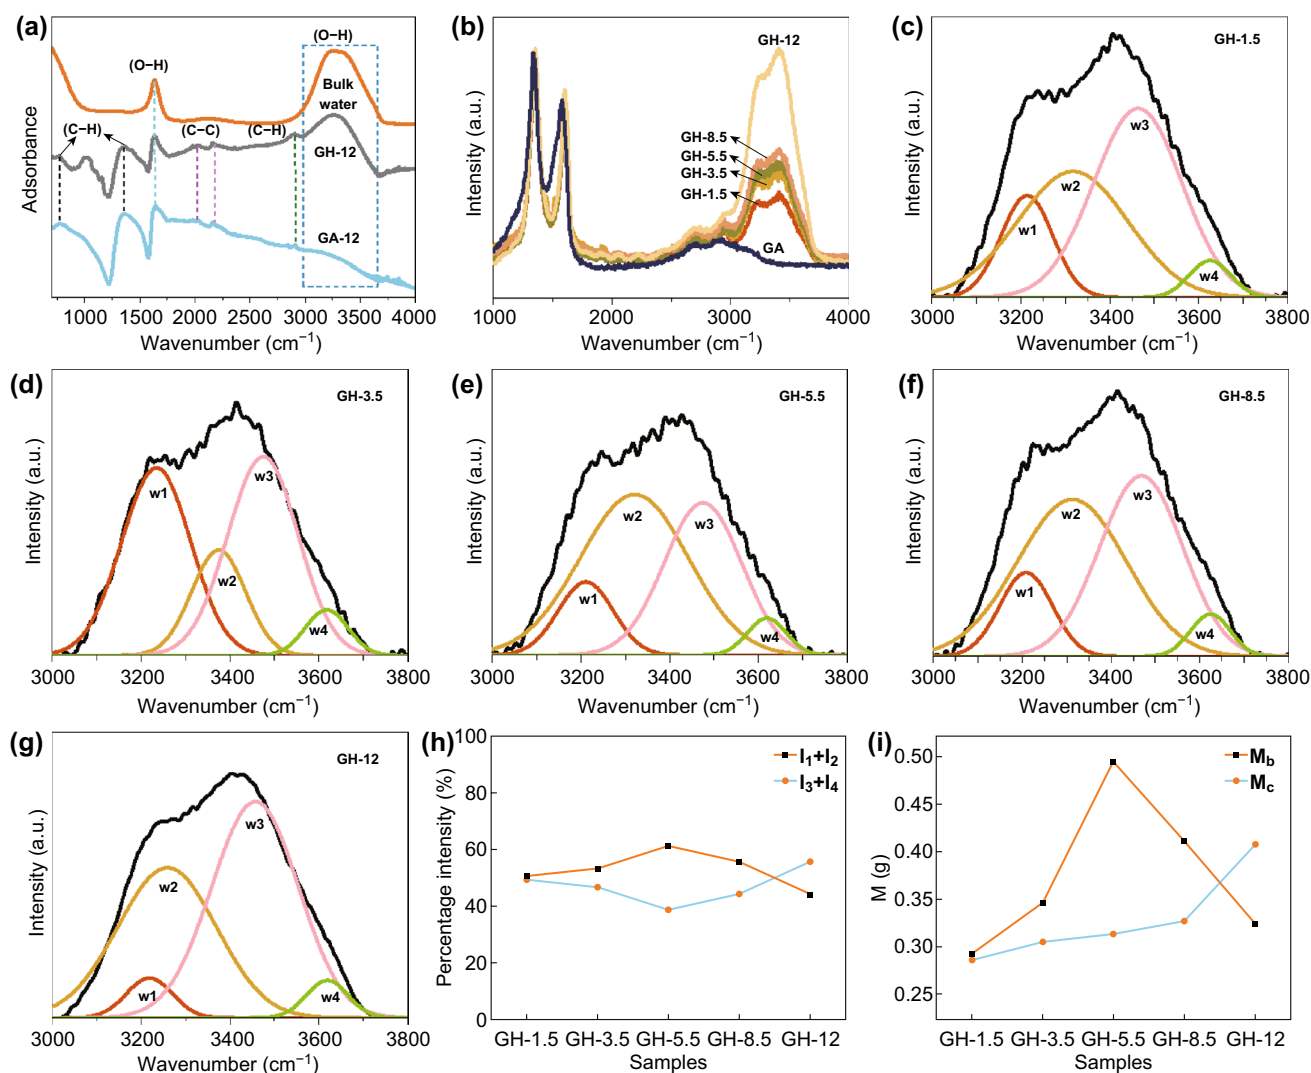 (a)
(O−H)
(O−H)
Bulk
water
(C−H)
(C−C)
(C−H)
GH-12
GA-12
Adsorbance
1000 1500 2000 2500 3000 3500 4000
Wavenumber (cm−1)
(b)
GH-12
GH-8.5
GH-5.5
GH-3.5
GH-1.5
GA
Intensity (a.u.)
1000 2000 3000 4000
Wavenumber (cm−1)
(c)
GH-1.5
w3
w2
w1
w4
Intensity (a.u.)
3000 3200 3400 3600 3800
Wavenumber (cm−1)
(d)
GH-3.5
w1
w3
w2
w4
Intensity (a.u.)
3000 3200 3400 3600 3800
Wavenumber (cm−1)
(e)
GH-5.5
w2
w3
w1
w4
Intensity (a.u.)
3000 3200 3400 3600 3800
Wavenumber (cm−1)
(f)
GH-8.5
w3
w2
w1
w4
Intensity (a.u.)
3000 3200 3400 3600 3800
Wavenumber (cm−1)
(g)
GH-12
w3
w2
w1
w4
Intensity (a.u.)
3000 3200 3400 3600 3800
Wavenumber (cm−1)
(h)
I1+I2
I3+I4
Percentage intensity (%)
100
80
60
40
20
0
GH-1.5 GH-3.5 GH-5.5 GH-8.5 GH-12
Samples
(i)
Mb
Mc
M (g)
0.50
0.45
0.40
0.35
0.30
0.25
GH-1.5 GH-3.5 GH-5.5 GH-8.5 GH-12
Samples